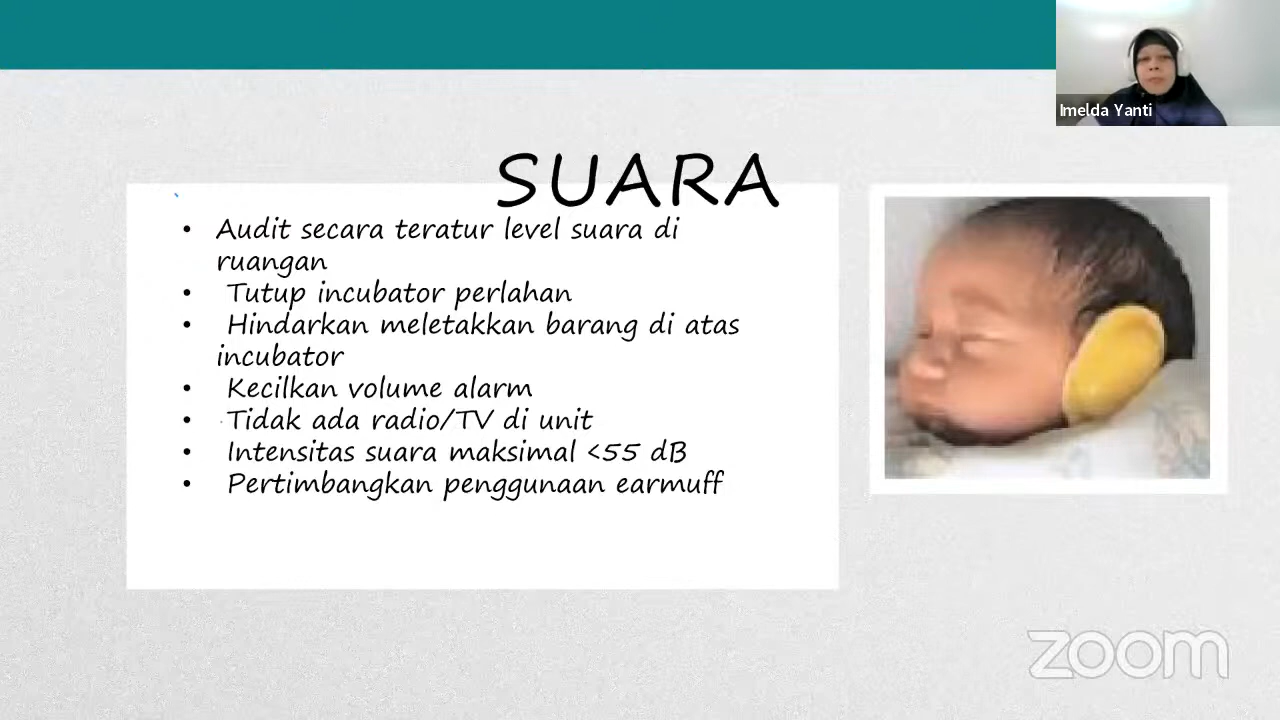 Imelda Yanti
SUARA
• Audit secara teratur level suara di
ruangan
• Tutup incubator perlahan
• Hindarkan meletakkan barang di atas
incubator
• Kecilkan volume alarm
• Tidak ada radio/TV di unit
• Intensitas suara maksimal <55 dB
• Pertimbangkan penggunaan earmuff
zoom